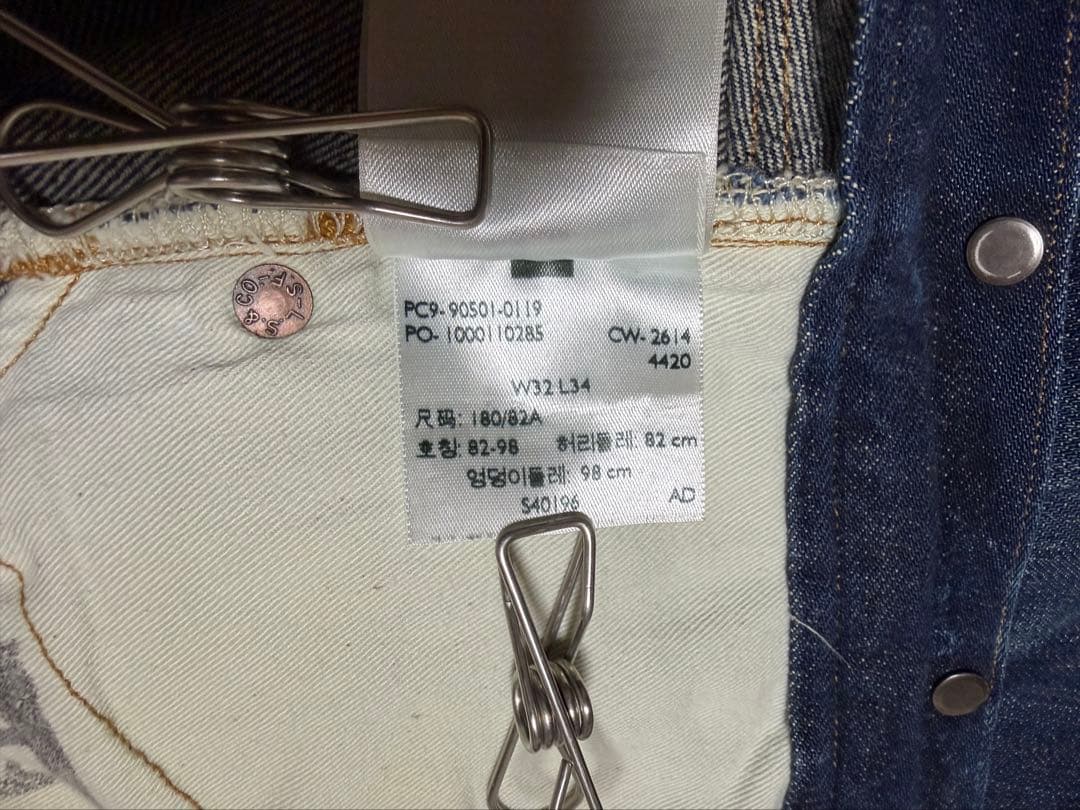 L.S.&CO-S.F-
PC9-90501-0119
PO-1000110285 CW-2614
4420
W32 L34
尺码: 180/82A
호칭: 82-98 허리둘레: 82 cm
엉덩이둘레: 98 cm
S40196 AD